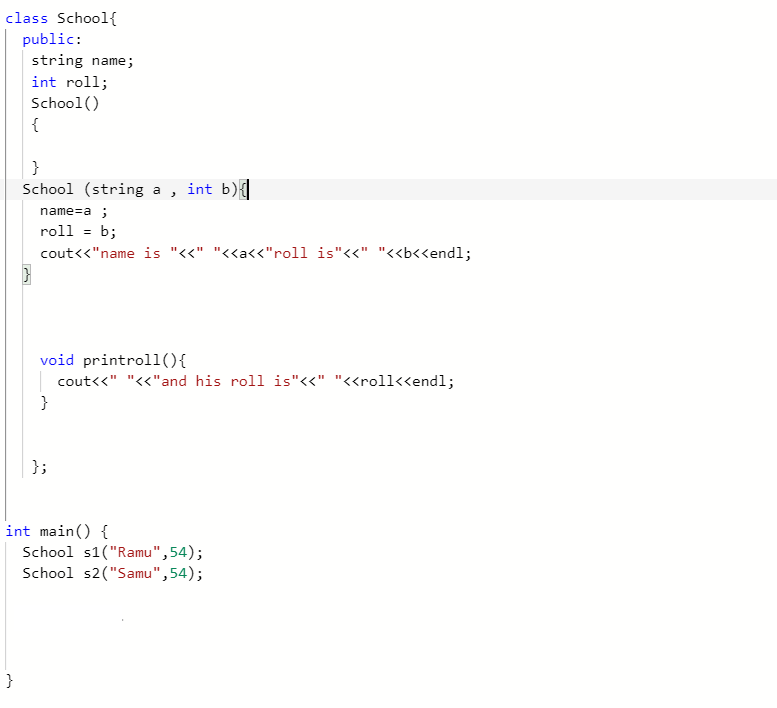 class School{
public:
string name;
int roll;
School()
{
}
School (string a , int b){
name=a ;
roll = b;
cout<<"name is "<<" "<<a<<"roll is"<<" "<<b<<endl;
}
void printroll(){
cout<<" "<<"and his roll is"<<" "<<roll<<endl;
}
};
int main() {
School s1("Ramu",54);
School s2("Samu",54);
}